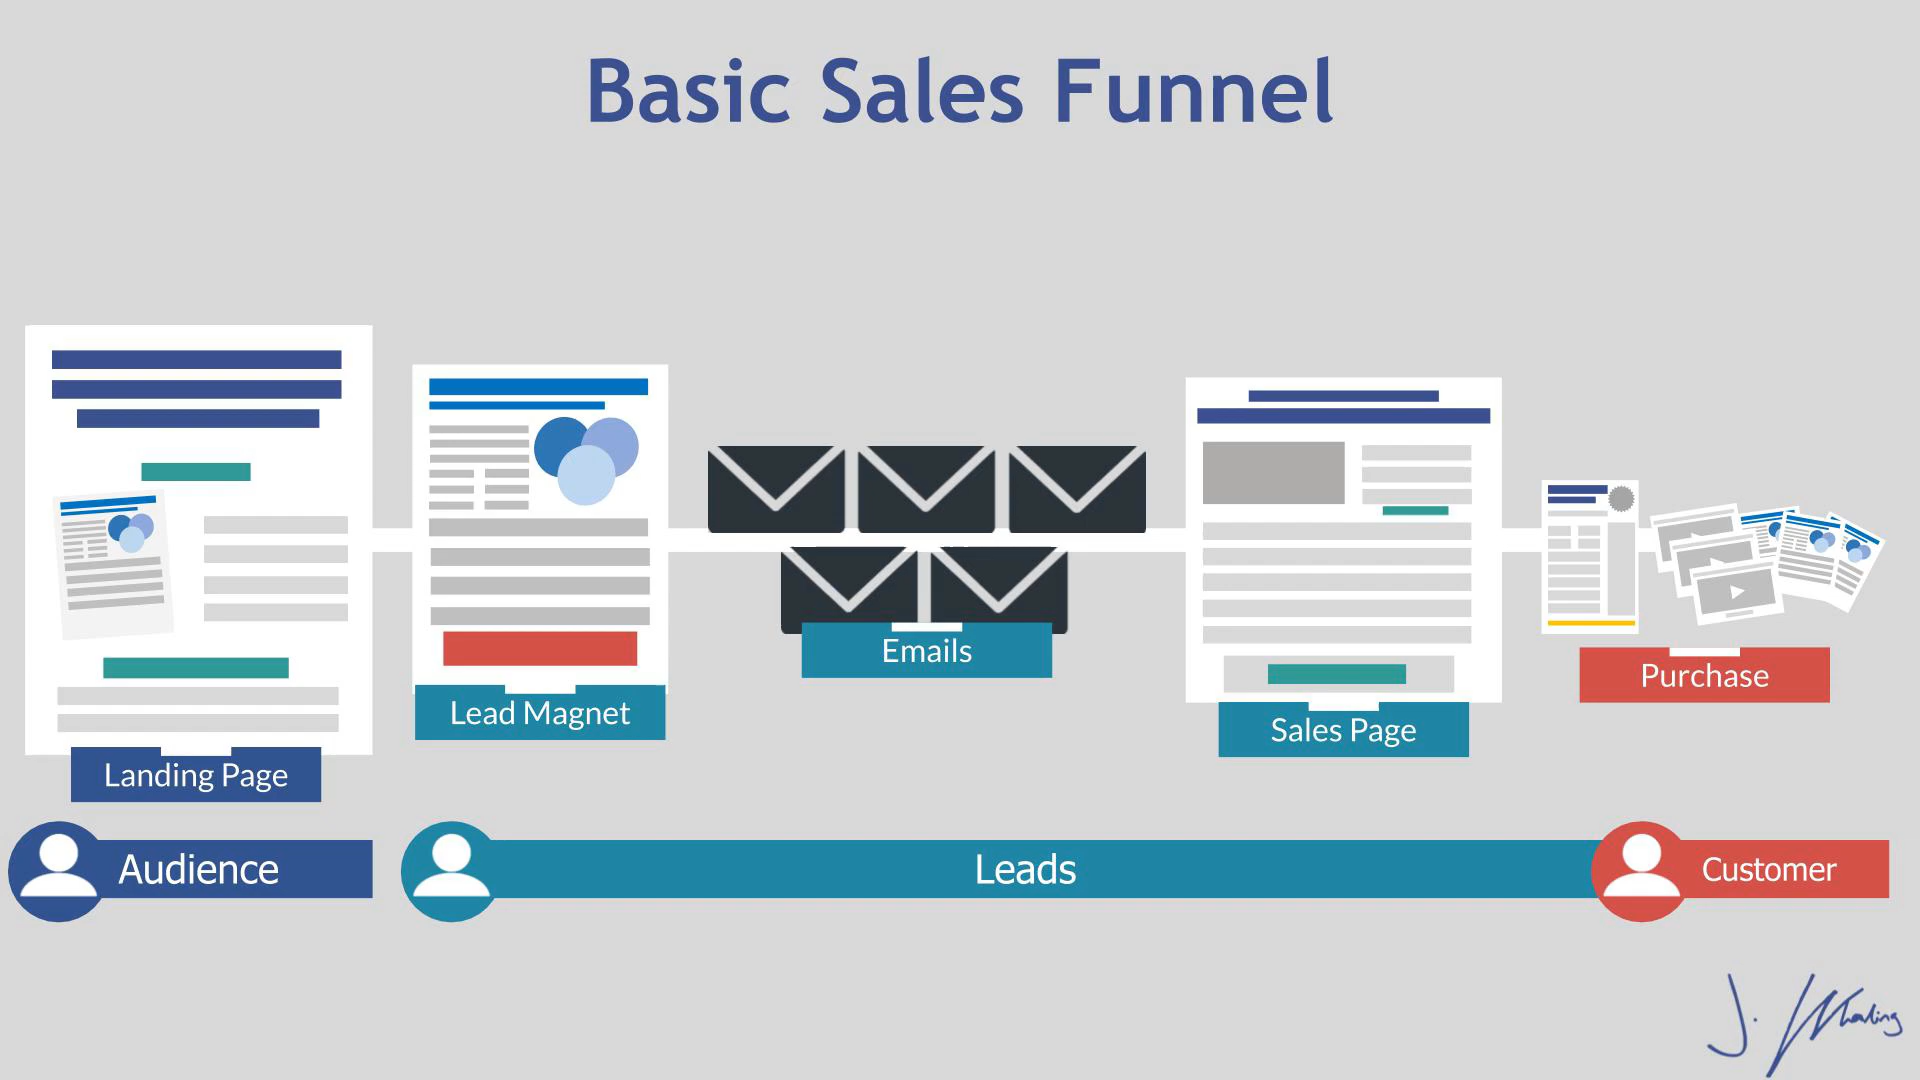 Basic Sales Funnel
Landing Page
Lead Magnet
Emails
Sales Page
Purchase
Audience
Leads
Customer